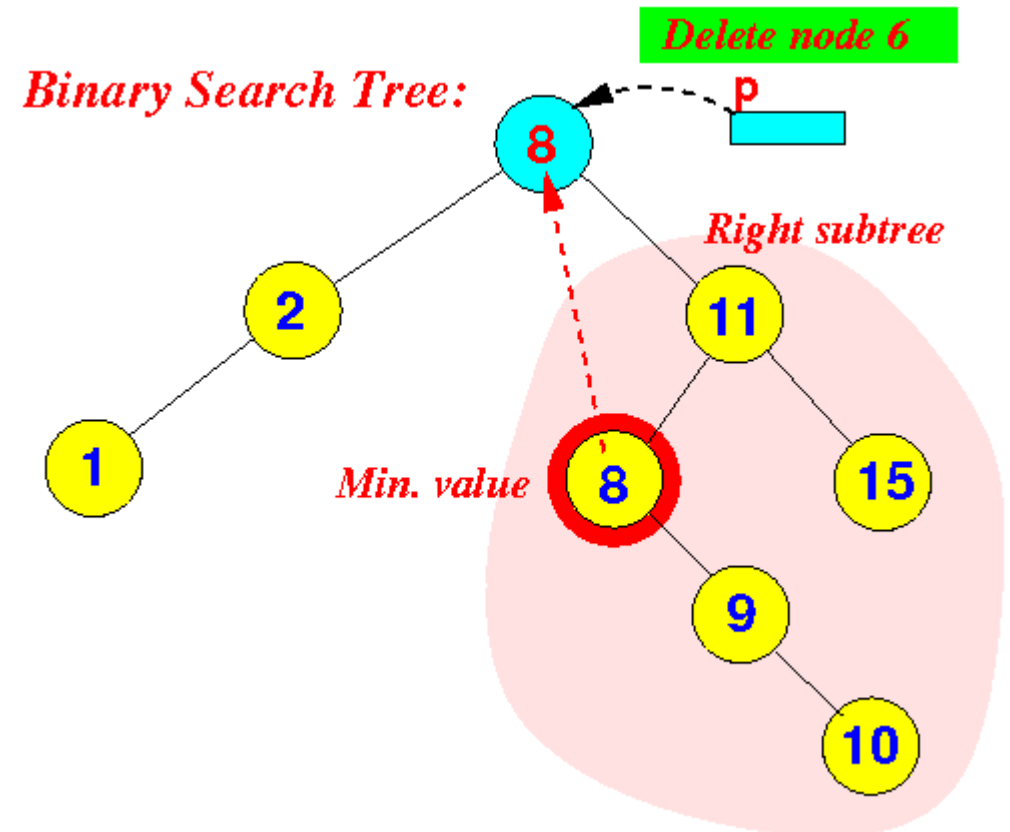 Delete node 6
Binary Search Tree:
p
8
Right subtree
2
11
1
Min. value
8
15
9
10